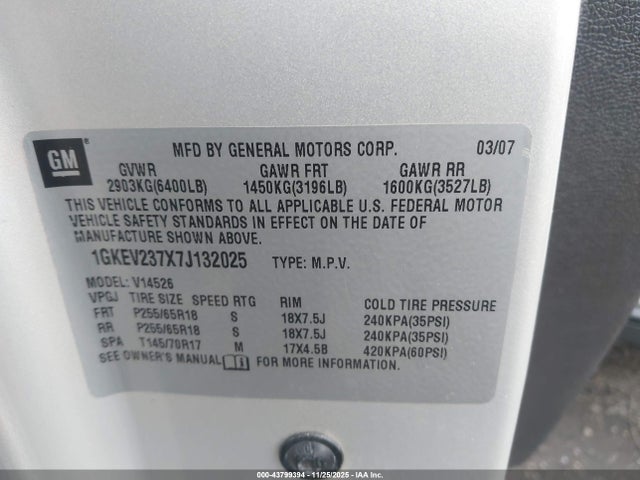 GM
MFD BY GENERAL MOTORS CORP. 03/07
GVWR GAWR FRT GAWR RR
2903KG(6400LB) 1450KG(3196LB) 1600KG(3527LB)
THIS VEHICLE CONFORMS TO ALL APPLICABLE U.S. FEDERAL MOTOR
VEHICLE SAFETY STANDARDS IN EFFECT ON THE DATE OF
MANUFACTURE SHOWN ABOVE.
1GKEV237X7J132025 TYPE: M.P.V.
MODEL: V14526
VPGJ TIRE SIZE SPEED RTG RIM COLD TIRE PRESSURE
FRT P255/65R18 S 18X7.5J 240KPA(35PSI)
RR P255/65R18 S 18X7.5J 240KPA(35PSI)
SPA T145/70R17 M 17X4.5B 420KPA(60PSI)
SEE OWNER'S MANUAL FOR MORE INFORMATION.
000-43799394 - 11/25/2025 - IAA Inc.